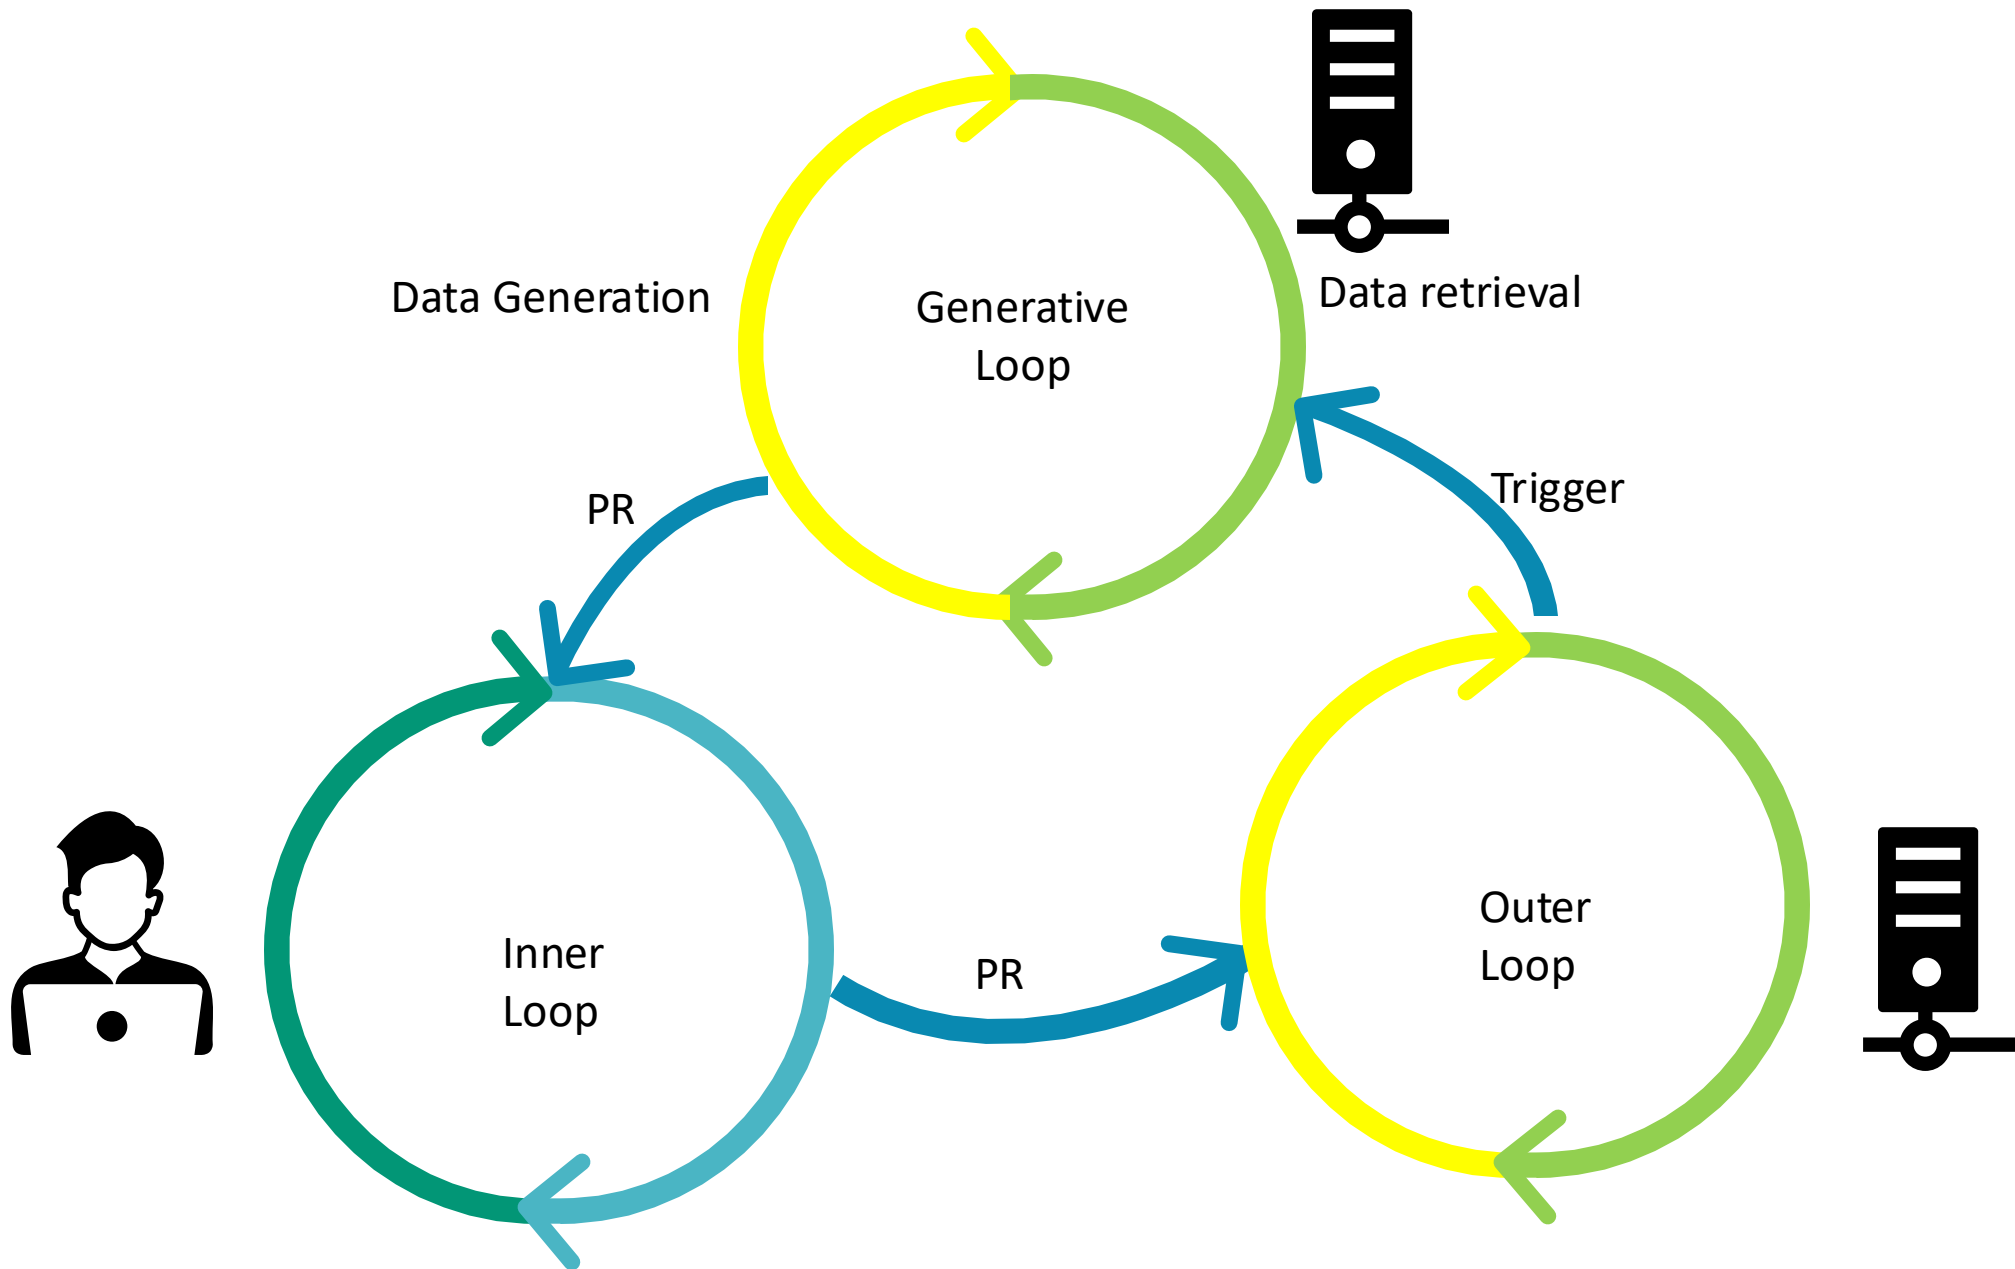 Data Generation
Generative
Loop
Data retrieval
PR
Trigger
Inner
Loop
PR
Outer
Loop